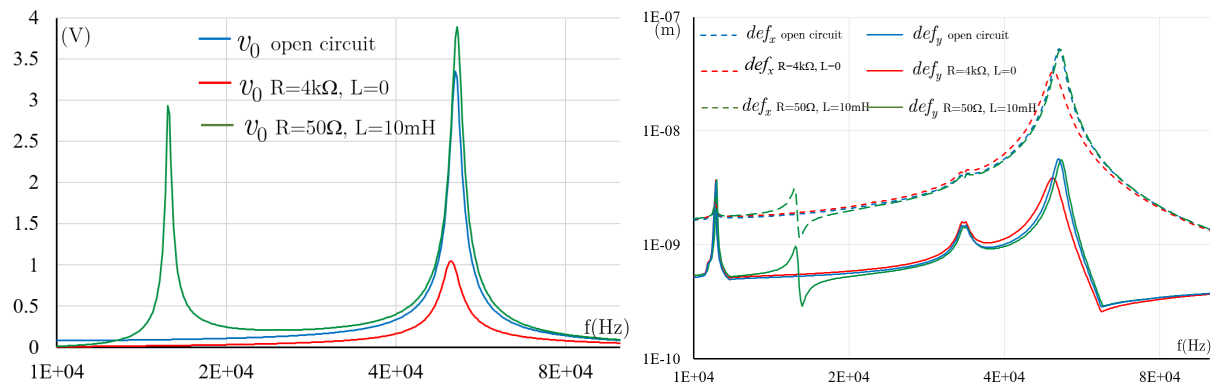 4
(V)
3.5
3
2.5
2
1.5
1
0.5
0
v₀ open circuit
v₀ R=4kΩ, L=0
v₀ R=50Ω, L=10mH
f(Hz)
1E+04 2E+04 4E+04 8E+04
1E-07
(m)
1E-08
1E-09
1E-10
defₓ open circuit def_y open circuit
defₓ R=4kΩ, L=0 def_y R=4kΩ, L=0
defₓ R=50Ω, L=10mH def_y R=50Ω, L=10mH
f(Hz)
1E+04 2E+04 4E+04 8E+04